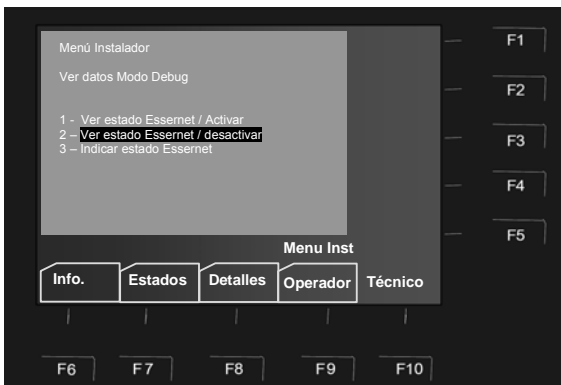 Menú Instalador
Ver datos Modo Debug
1 - Ver estado Essernet / Activar
2 – Ver estado Essernet / desactivar
3 – Indicar estado Essernet
Menu Inst
Info. Estados Detalles Operador Técnico
F1
F2
F3
F4
F5
F6 F7 F8 F9 F10